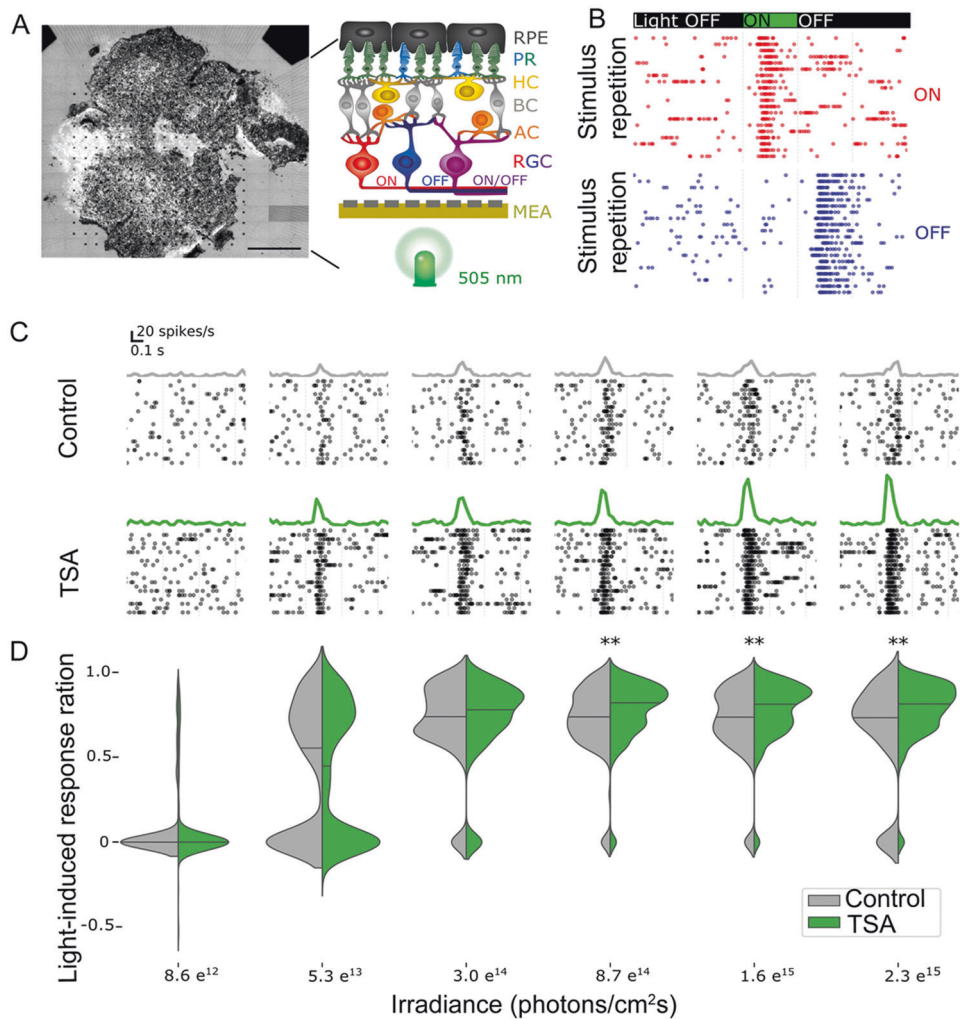 A
RPE
PR
HC
BC
AC
RGC
ON
OFF
ON/OFF
MEA
505 nm
B
Light OFF
ON
OFF
Stimulus
repetition
ON
Stimulus
repetition
OFF
C
20 spikes/s
0.1 s
Control
TSA
D
** ** **
Light-induced response ration
1.0
0.5
0
-0.5
Control
TSA
8.6 e¹² 5.3 e¹³ 3.0 e¹⁴ 8.7 e¹⁴ 1.6 e¹⁵ 2.3 e¹⁵
Irradiance (photons/cm²s)